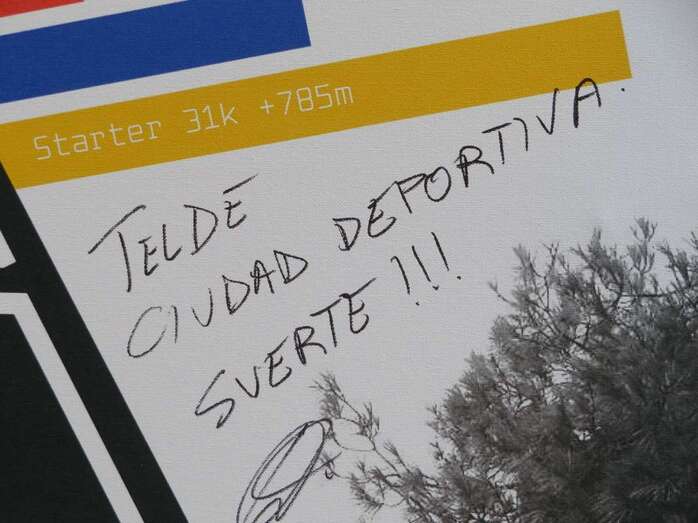 Starter 31k +785m
TELDE
CIUDAD DEPORTIVA.
SUERTE !!!